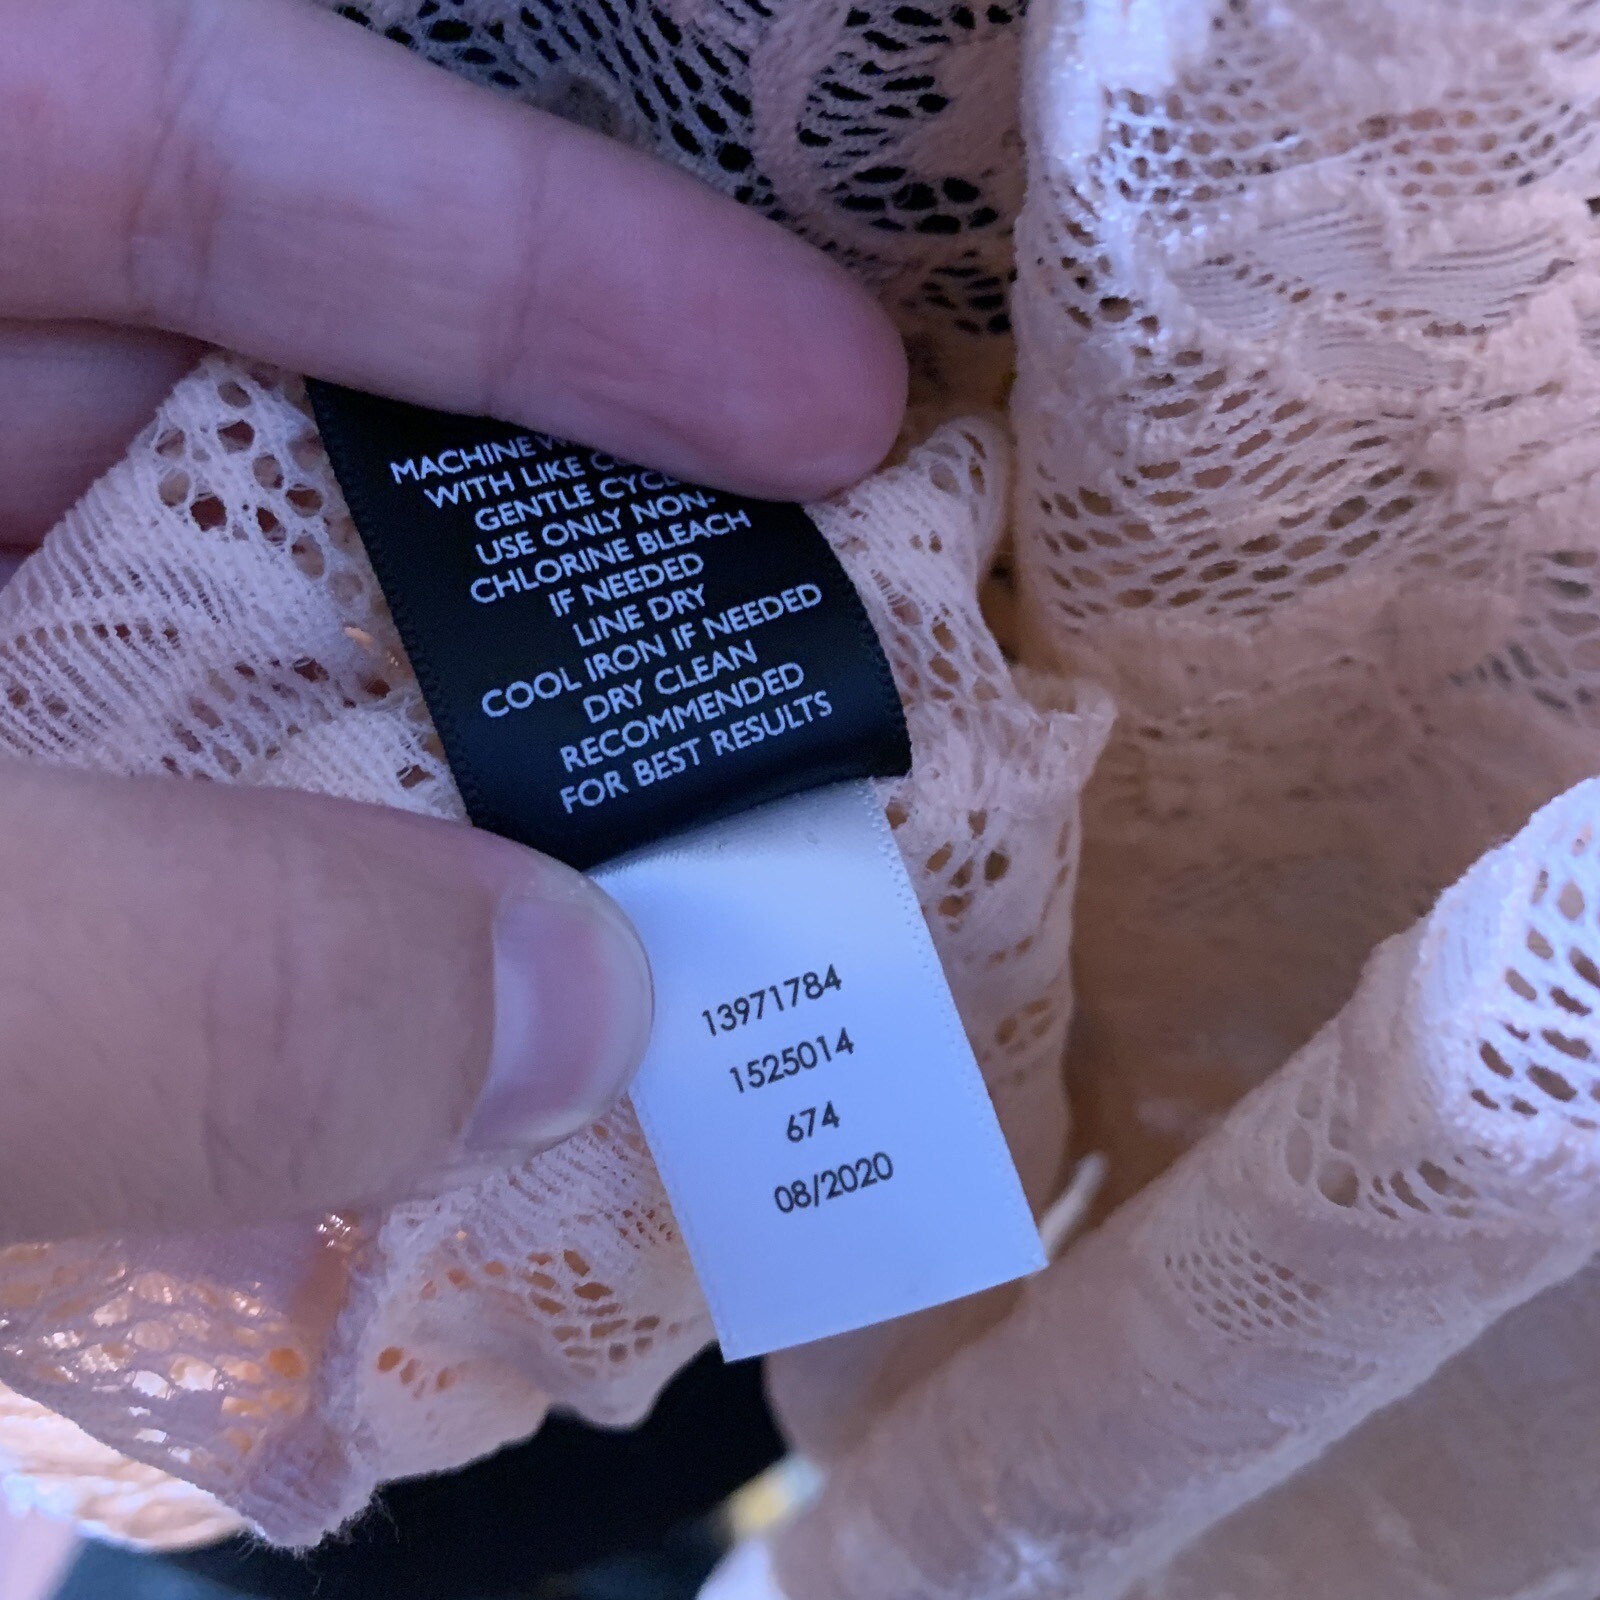 MACHINE
WITH LIKE
GENTLE
USE ONLY NON-
CHLORINE BLEACH
IF NEEDED
LINE DRY
COOL IRON IF NEEDED
DRY CLEAN
RECOMMENDED
FOR BEST RESULTS
13971784
1525014
674
08/2020